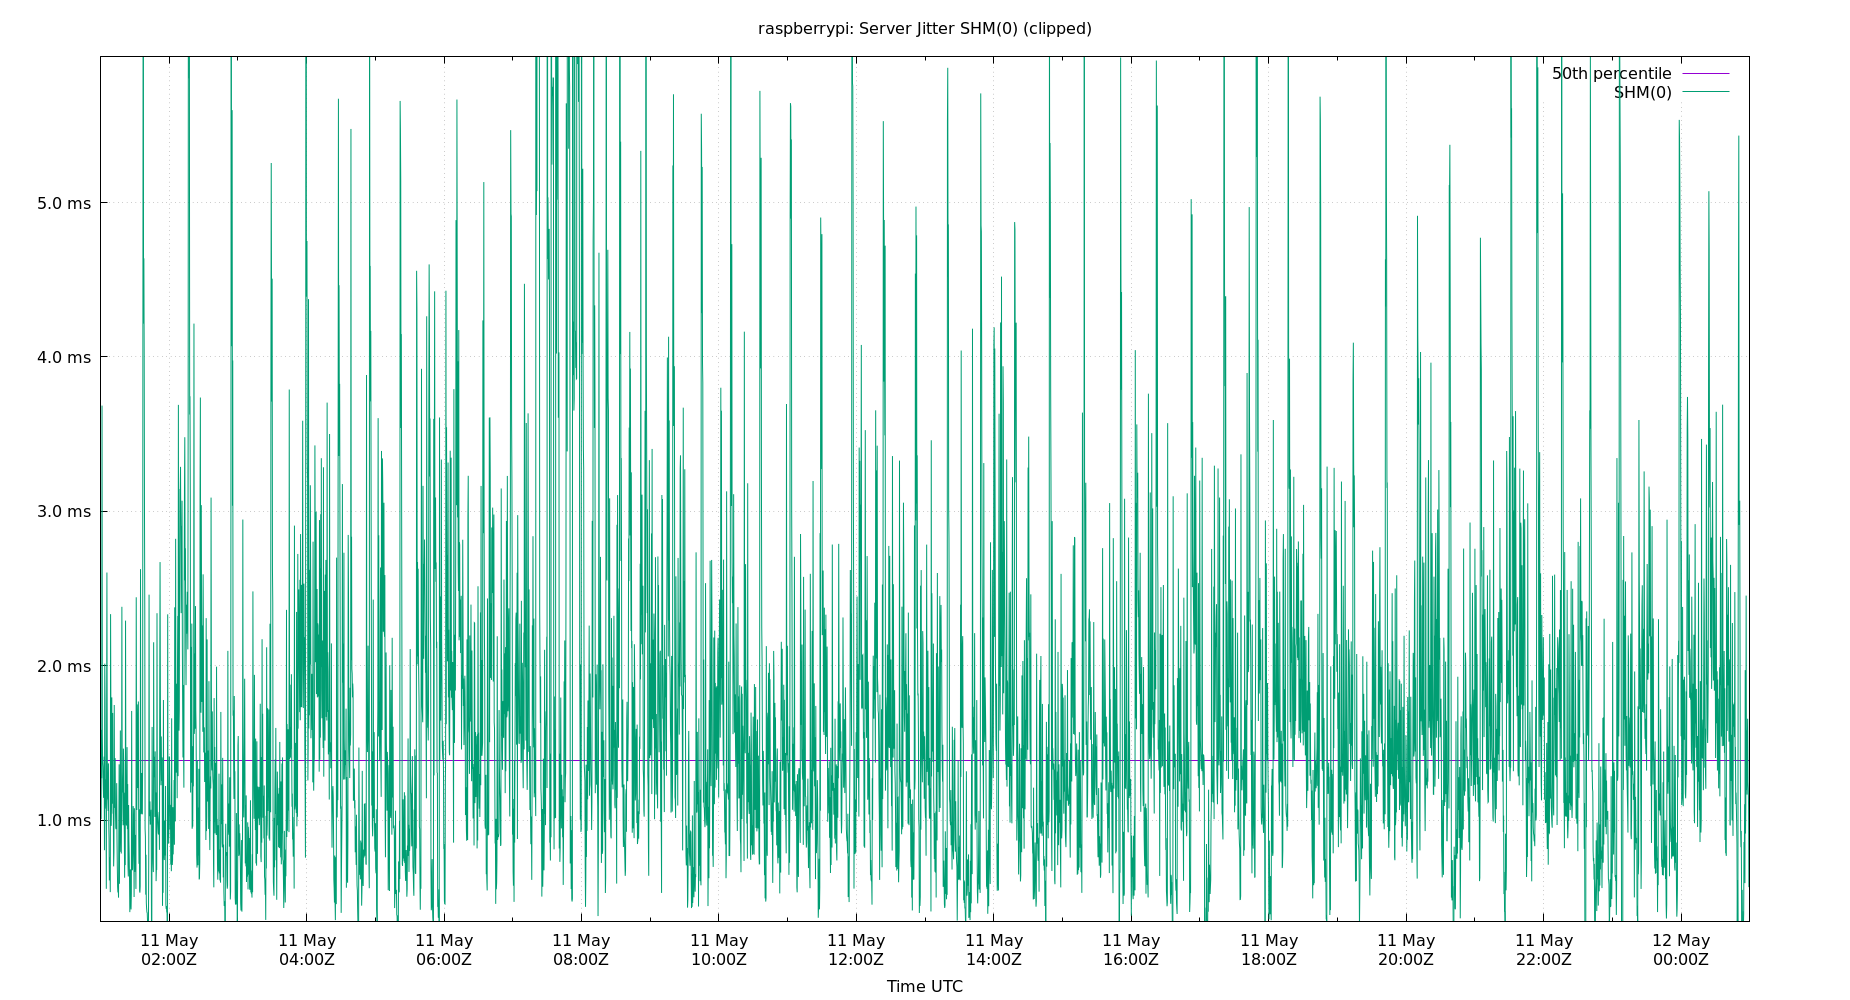 raspberrypi: Server Jitter SHM(0) (clipped)
50th percentile
SHM(0)
5.0 ms
4.0 ms
3.0 ms
2.0 ms
1.0 ms
11 May 11 May 11 May 11 May 11 May 11 May 11 May 11 May 11 May 11 May 11 May 12 May
02:00Z 04:00Z 06:00Z 08:00Z 10:00Z 12:00Z 14:00Z 16:00Z 18:00Z 20:00Z 22:00Z 00:00Z
Time UTC